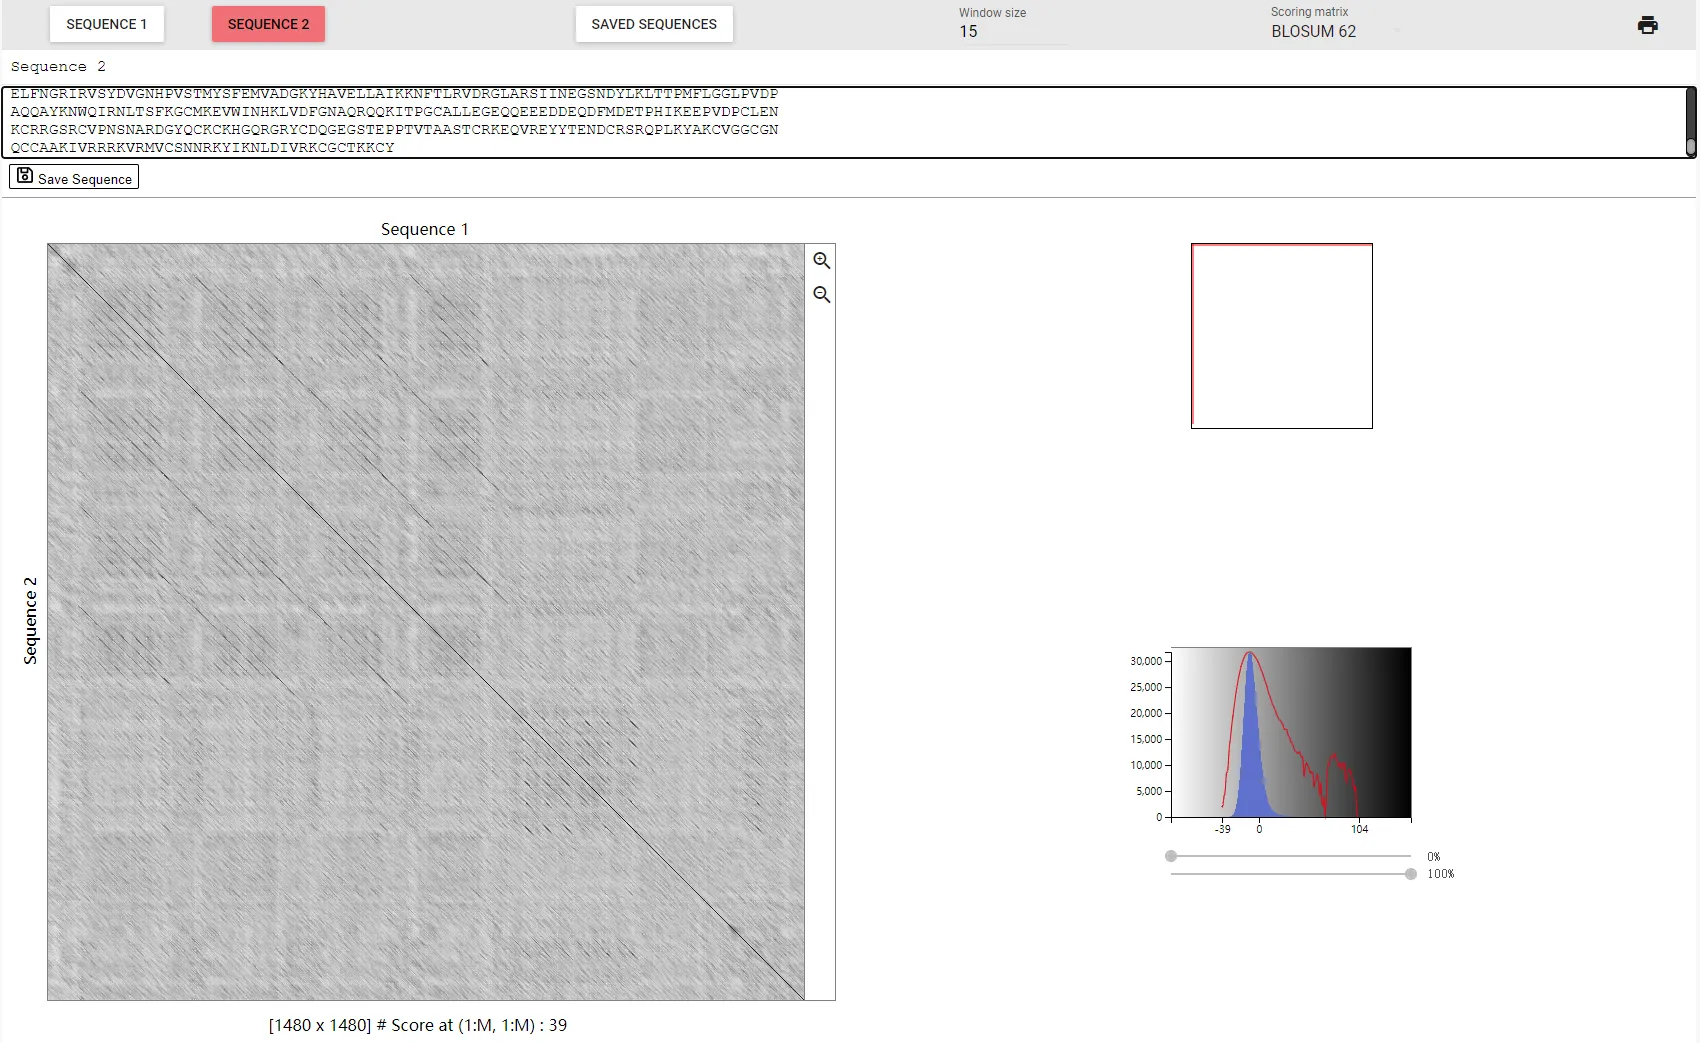 SEQUENCE 1
SEQUENCE 2
SAVED SEQUENCES
Window size
15
Scoring matrix
BLOSUM 62
Sequence 2
ELFNGRIRVSYDVGNHPVSTMYSFEMVADGKYHAVELLAIKKNFTLRVDRGLARSIINEGSNDYLKLTTPMFLGGLPVDP
AQQAYKNWQIRNLTSFKGCMKEVWINHKLVDFGNAQRQQKITPGCALLEGEQQEEEDDEQDFMDETPHIKEEPVDPCLEN
KCRRGSRCVPNSNARDGYQCKCKHGQRGRYCDQGEGSTEPPTVTAASTCRKEQVREYYTENDCRSRQPLKYAKCVGGCGN
QCCAAKIVRRRKVRMVCSNNRKYIKNLDIVRKCGCTKKCY
Save Sequence
Sequence 1
Sequence 2
[1480 x 1480] # Score at (1:M, 1:M) : 39
30,000
25,000
20,000
15,000
10,000
5,000
0
-39
0
104
0%
100%